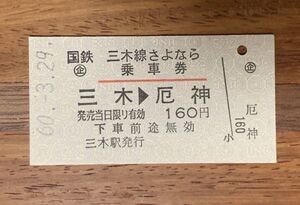 60.-3.29.
国鉄 三木線さよなら
企 乗車券
三木▶厄神
発売当日限り有効 160円
下車前途無効
三木駅発行
企
厄神
小
160